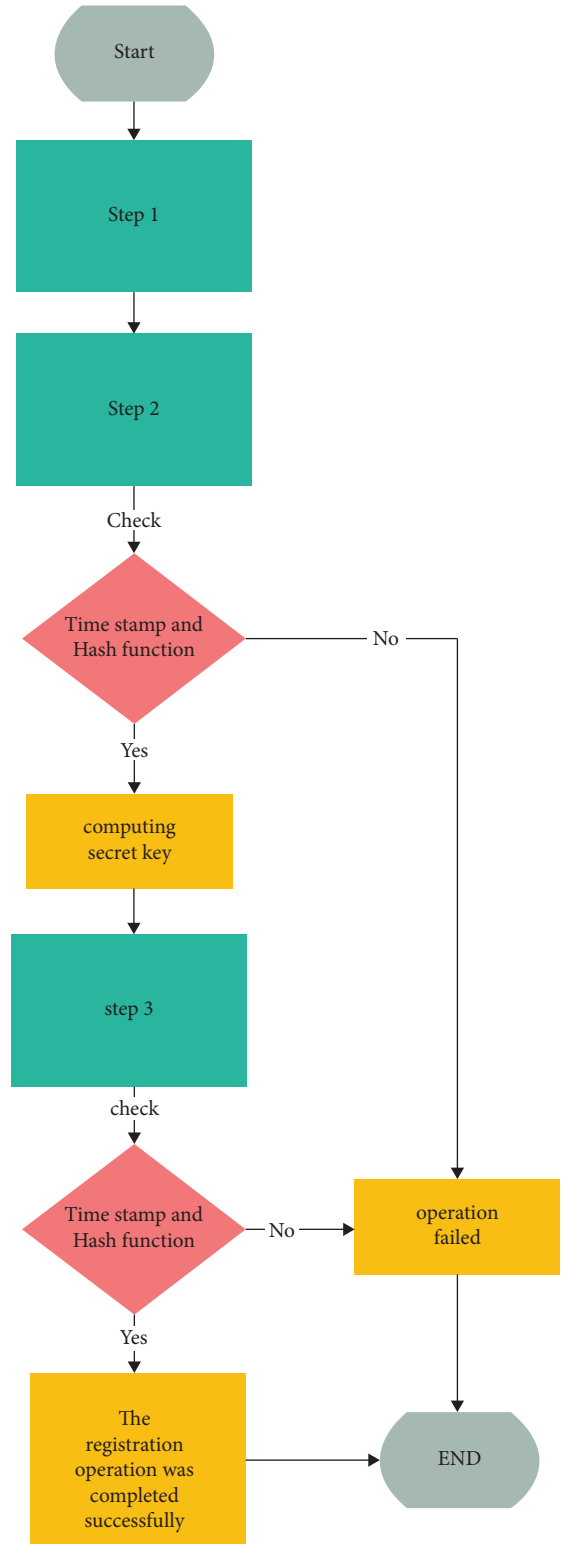 Start
Step 1
Step 2
Check
Time stamp and
Hash function
No
Yes
computing
secret key
step 3
check
Time stamp and
Hash function
No
operation
failed
Yes
The
registration
operation was
completed
successfully
END